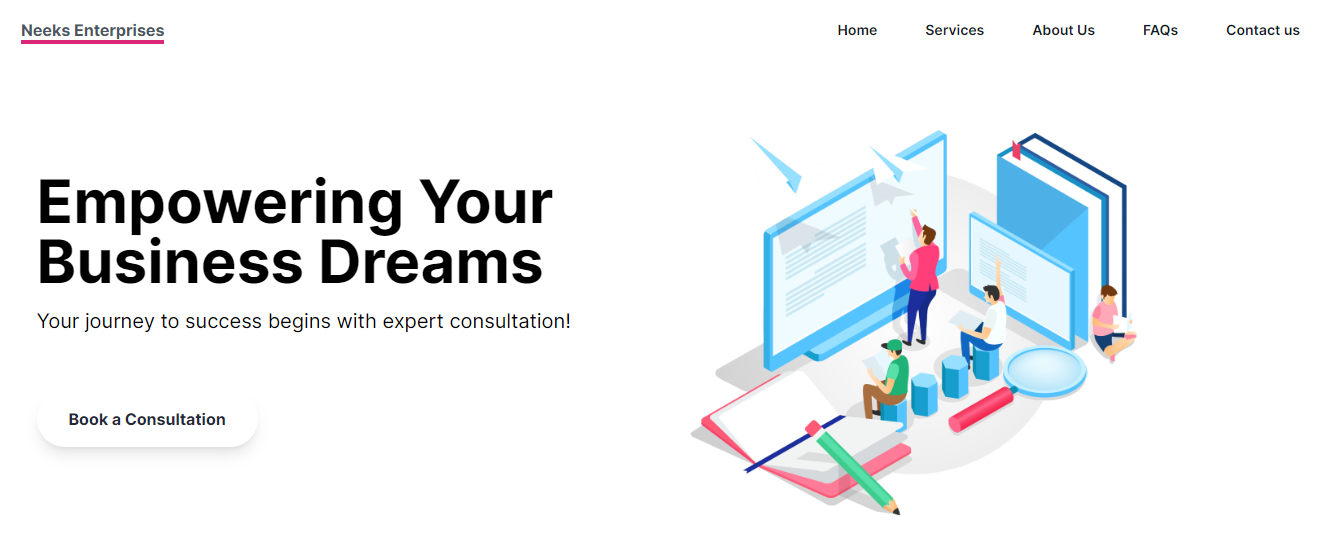 Neeks Enterprises
Home
Services
About Us
FAQs
Contact us
Empowering Your
Business Dreams
Your journey to success begins with expert consultation!
Book a Consultation